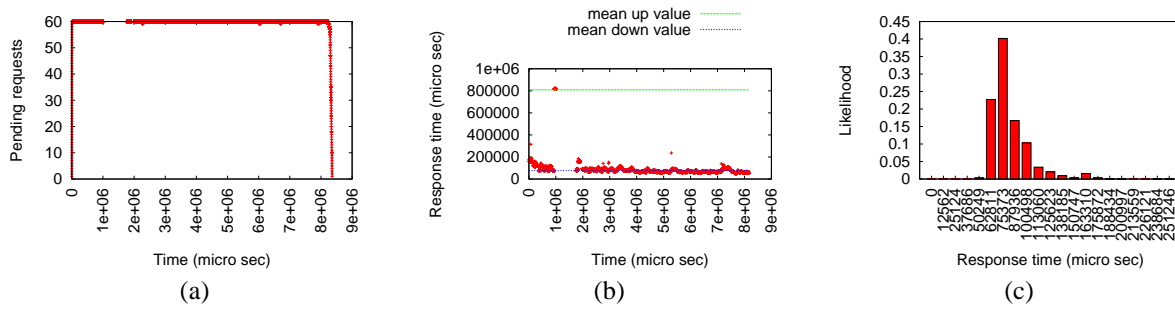 60
50
40
30
20
10
0
Pending requests
0
1e+06
2e+06
3e+06
4e+06
5e+06
6e+06
7e+06
8e+06
9e+06
Time (micro sec)
(a)
mean up value
mean down value
1e+06
800000
600000
400000
200000
0
Response time (micro sec)
0
1e+06
2e+06
3e+06
4e+06
5e+06
6e+06
7e+06
8e+06
9e+06
Time (micro sec)
(b)
0.45
0.4
0.35
0.3
0.25
0.2
0.15
0.1
0.05
0
Likelihood
0
12562
25124
37686
50249
62811
75373
87936
100498
113060
125623
138185
150747
163310
175872
188434
200997
213559
226121
238684
251246
Response time (micro sec)
(c)